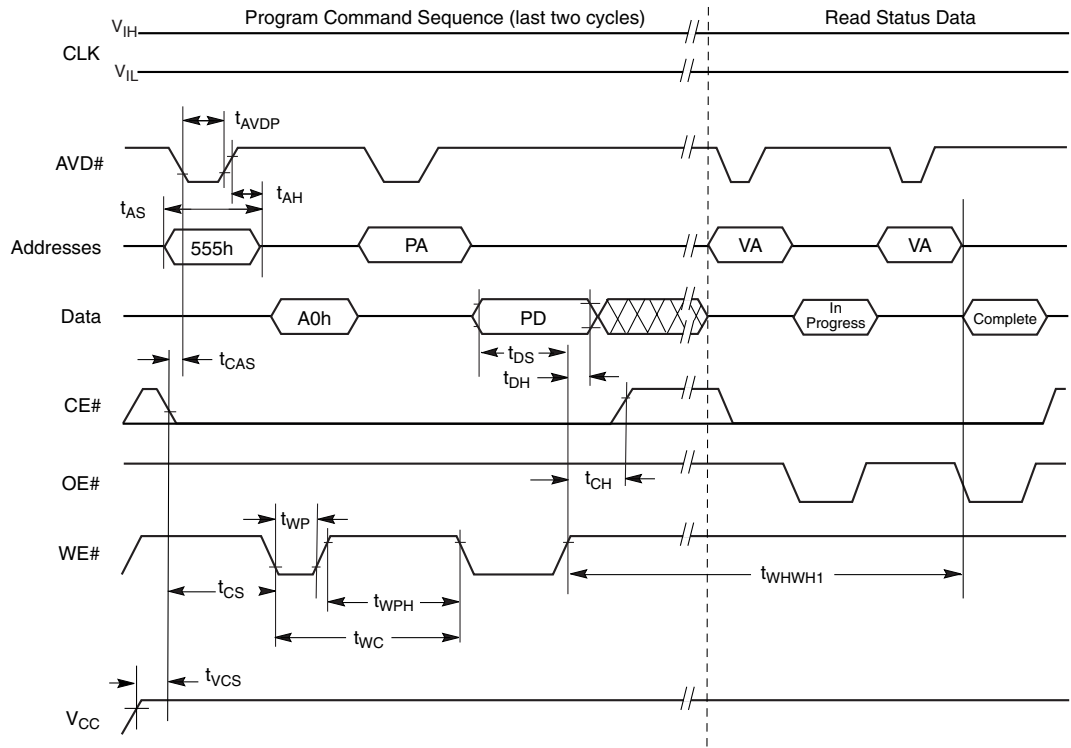 Program Command Sequence (last two cycles)
Read Status Data
CLK
VIH
VIL
AVD#
tAVDP
tAH
tAS
Addresses
555h
PA
VA
VA
Data
A0h
PD
In Progress
Complete
tCAS
tDS
tDH
CE#
OE#
tCH
WE#
tWP
tCS
tWPH
tWC
tWHWH1
tVCS
VCC